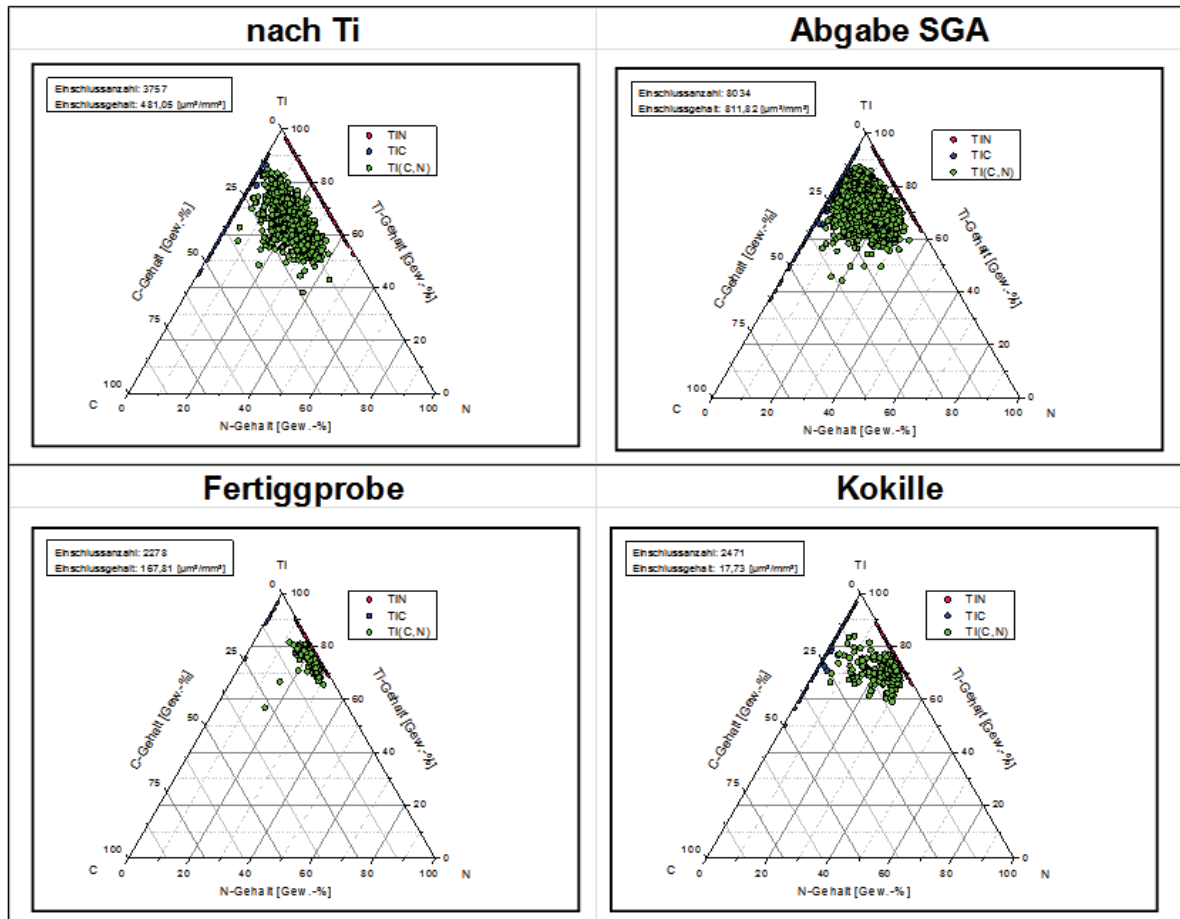 nach Ti
Abgabe SGA
Einschlussanzahl: 3757
Einschlussgehalt: 481,05 [µm²/mm²]
TI
0
100
TIN
TIC
TI(C,N)
25
80
C-Gehalt [Gew.-%]
Ti-Gehalt [Gew.-%]
50
60
40
75
20
100
0
C
0 20 40 60 80 100
N
N-Gehalt [Gew.-%]
Einschlussanzahl: 8034
Einschlussgehalt: 811,82 [µm²/mm²]
TI
0
100
TIN
TIC
TI(C,N)
25
80
C-Gehalt [Gew.-%]
Ti-Gehalt [Gew.-%]
50
60
40
75
20
100
0
C
0 20 40 60 80 100
N
N-Gehalt [Gew.-%]
Fertiggprobe
Kokille
Einschlussanzahl: 2278
Einschlussgehalt: 167,81 [µm²/mm²]
TI
0
100
TIN
TIC
TI(C,N)
25
80
C-Gehalt [Gew.-%]
Ti-Gehalt [Gew.-%]
50
60
40
75
20
100
0
C
0 20 40 60 80 100
N
N-Gehalt [Gew.-%]
Einschlussanzahl: 2471
Einschlussgehalt: 17,73 [µm²/mm²]
TI
0
100
TIN
TIC
TI(C,N)
25
80
C-Gehalt [Gew.-%]
Ti-Gehalt [Gew.-%]
50
60
40
75
20
100
0
C
0 20 40 60 80 100
N
N-Gehalt [Gew.-%]